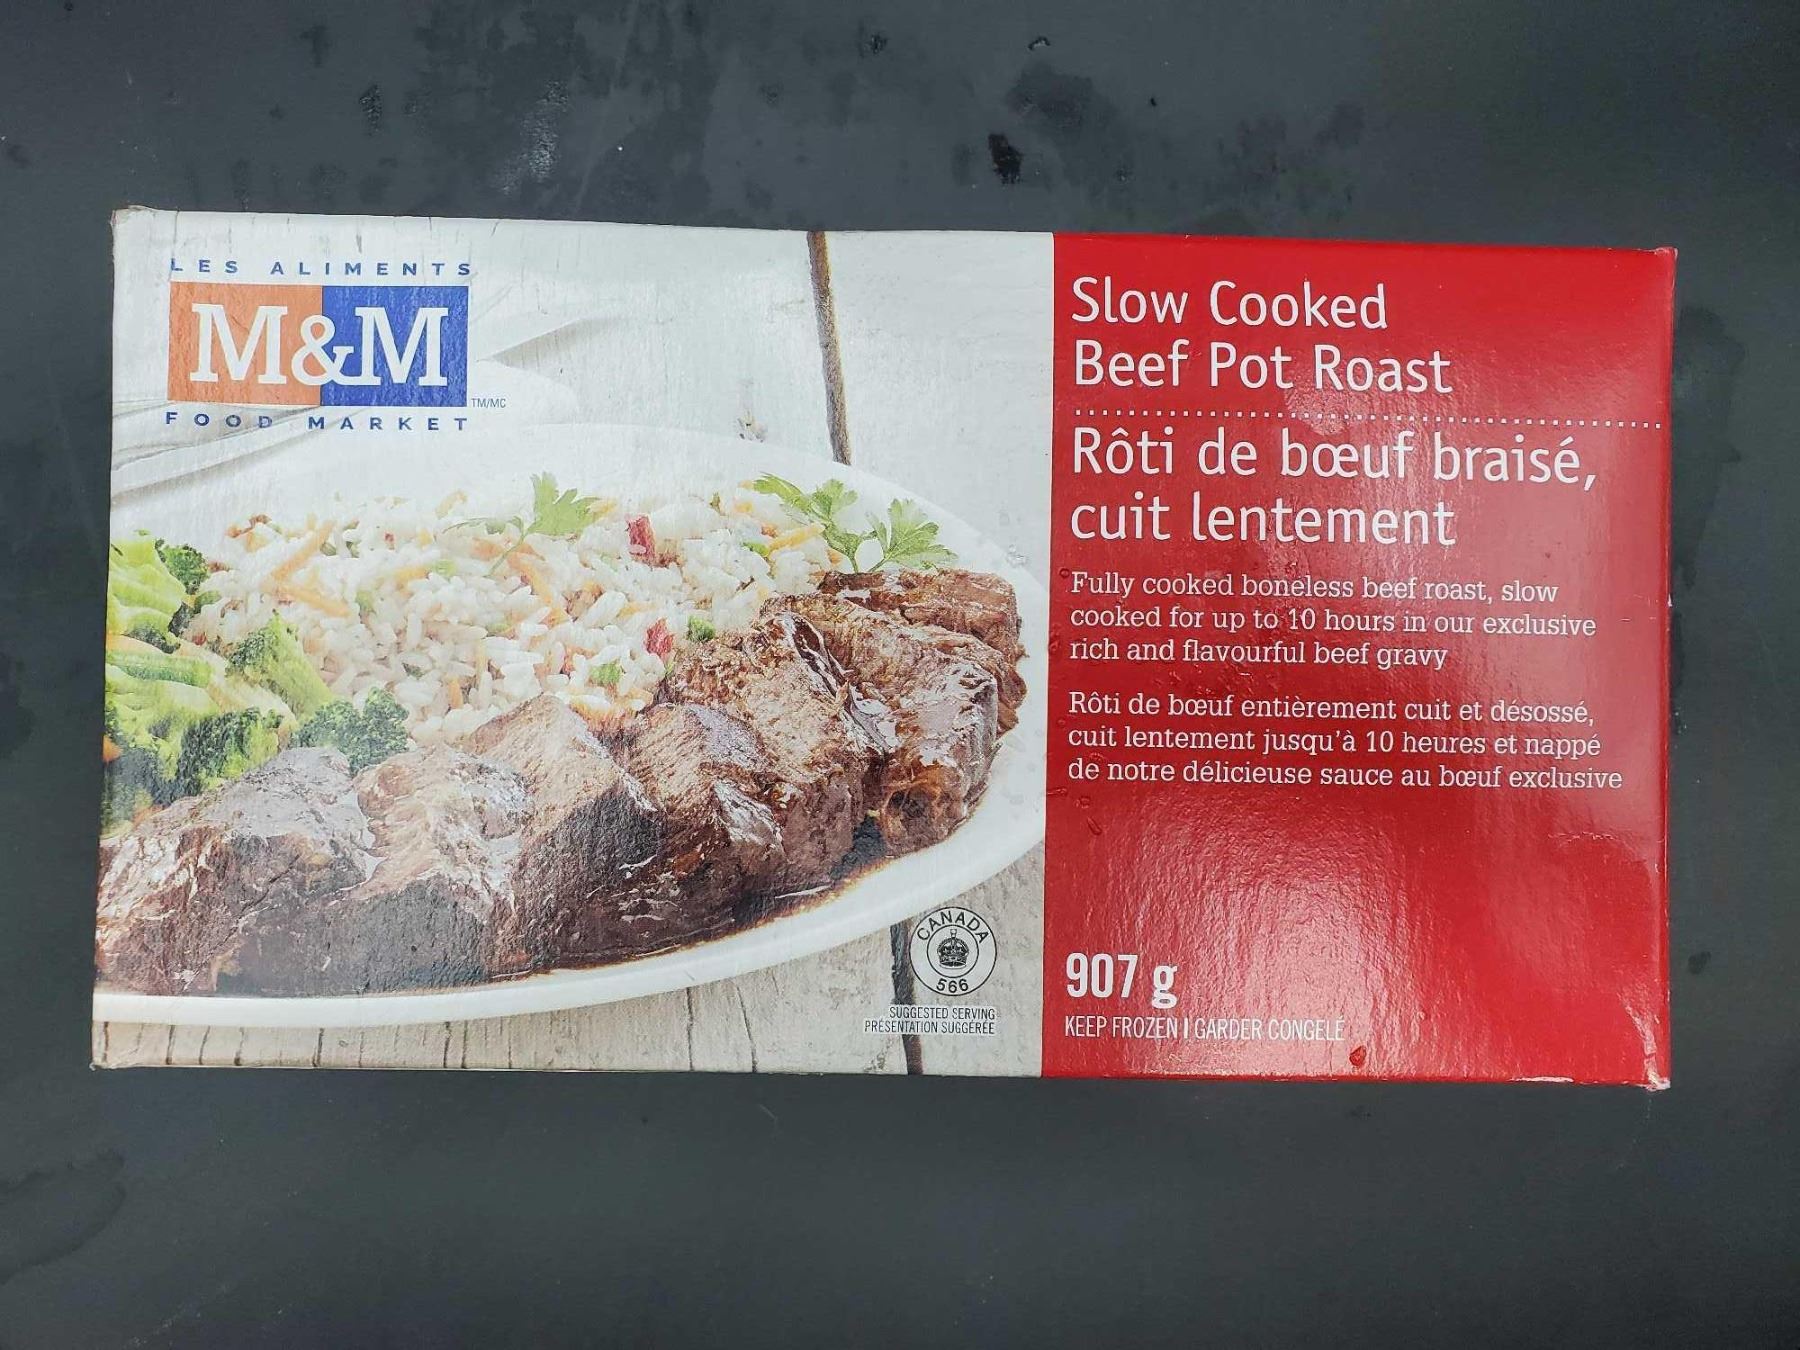 LES ALIMENTS
M&M
TM/MC
FOOD MARKET
Slow Cooked
Beef Pot Roast
Rôti de bœuf braisé,
cuit lentement
Fully cooked boneless beef roast, slow
cooked for up to 10 hours in our exclusive
rich and flavourful beef gravy
Rôti de bœuf entièrement cuit et désossé,
cuit lentement jusqu'à 10 heures et nappé
de notre délicieuse sauce au bœuf exclusive
CANADA
566
SUGGESTED SERVING
PRÉSENTATION SUGGÉRÉE
907 g
KEEP FROZEN | GARDER CONGELÉ